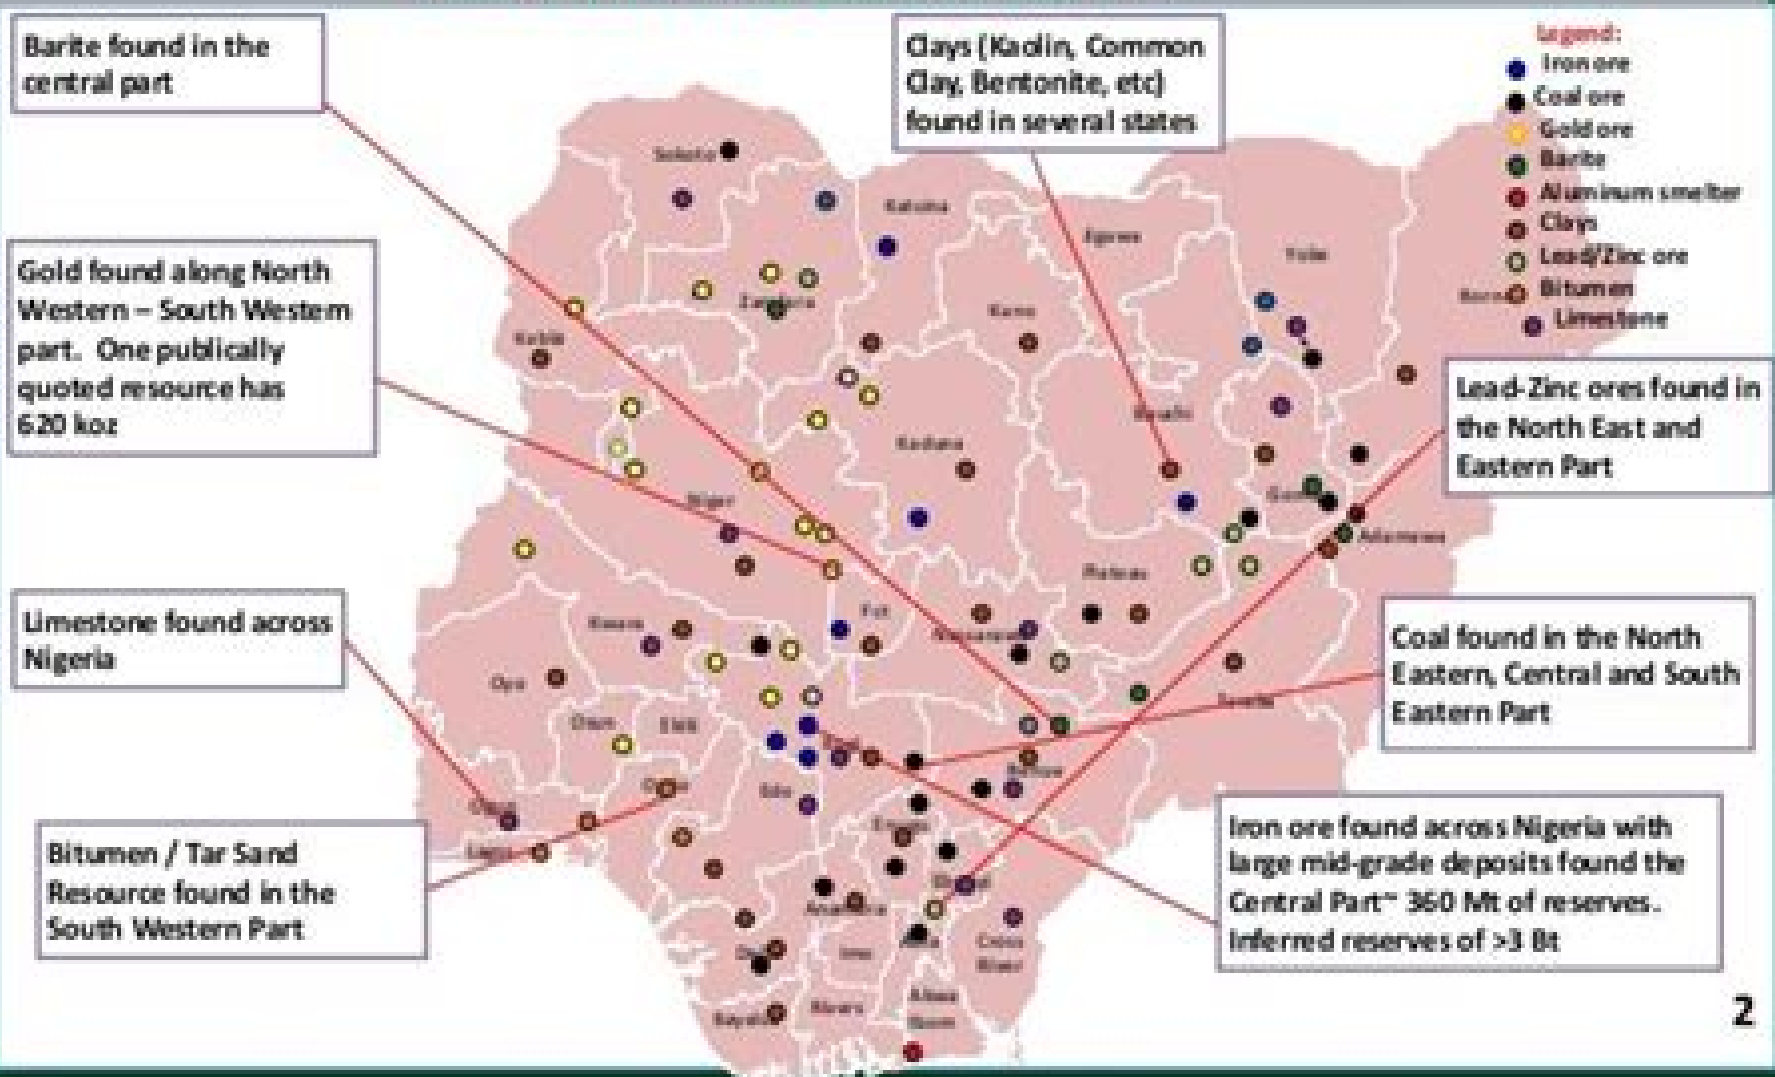 Barite found in the
central part
Clays (Kaolin, Common
Clay, Bentonite, etc)
found in several states
Legend:
Iron ore
Coal ore
Gold ore
Barite
Aluminum smelter
Clays
Lead/Zinc ore
Bitumen
Limestone
Gold found along North
Western – South Western
part. One publically
quoted resource has
620 koz
Lead-Zinc ores found in
the North East and
Eastern Part
Limestone found across
Nigeria
Coal found in the North
Eastern, Central and South
Eastern Part
Bitumen / Tar Sand
Resource found in the
South Western Part
Iron ore found across Nigeria with
large mid-grade deposits found the
Central Part~ 360 Mt of reserves.
Inferred reserves of >3 Bt
Sokoto
Katsina
Jigawa
Yobe
Zamfara
Kano
Kebbi
Bauchi
Kaduna
Niger
Adamawa
Plateau
Fct
Kwara
Nassarawa
Oyo
Osun
Ekiti
Edo
Benue
Lagos
Enugu
Anambra
Imo
Cross
River
Akwa
Ibom
Rivers
2